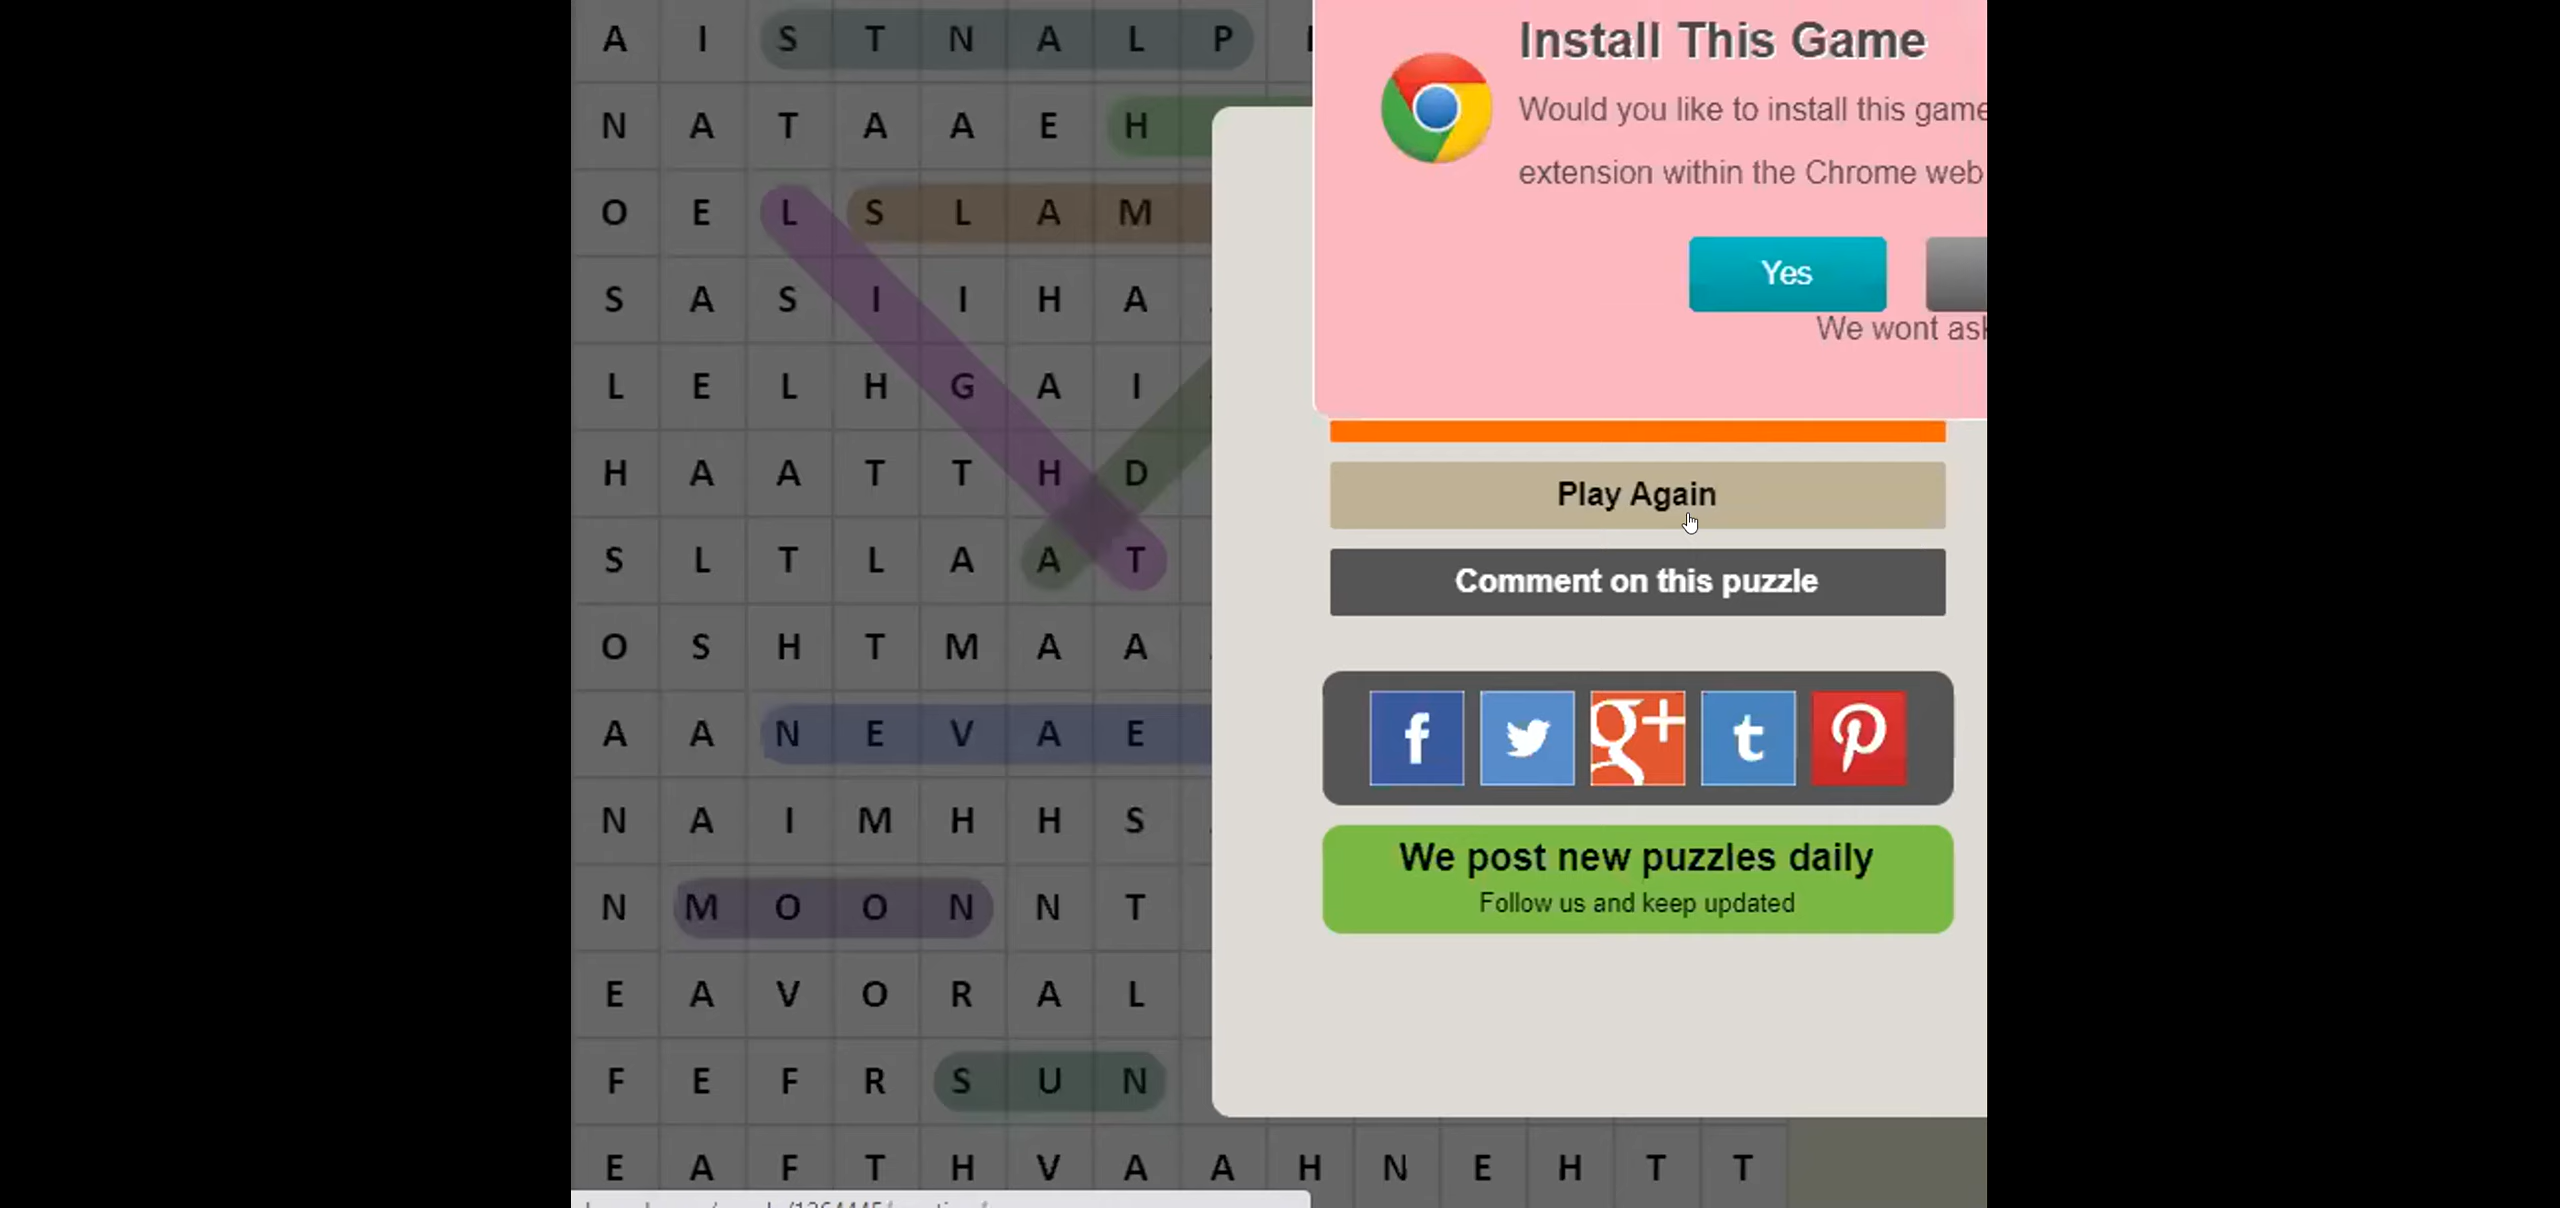 A I S T N A L P
N A T A A E H
O E L S L A M
S A S I I H A
L E L H G A I
H A A T T H D
S L T L A A T
O S H T M A A
A A N E V A E
N A I M H H S
N M O O N N T
E A V O R A L
F E F R S U N
E A F T H V A A H N E H T T
Install This Game
Would you like to install this game
extension within the Chrome web
Yes
We wont ask
Play Again
Comment on this puzzle
f g+ t
We post new puzzles daily
Follow us and keep updated